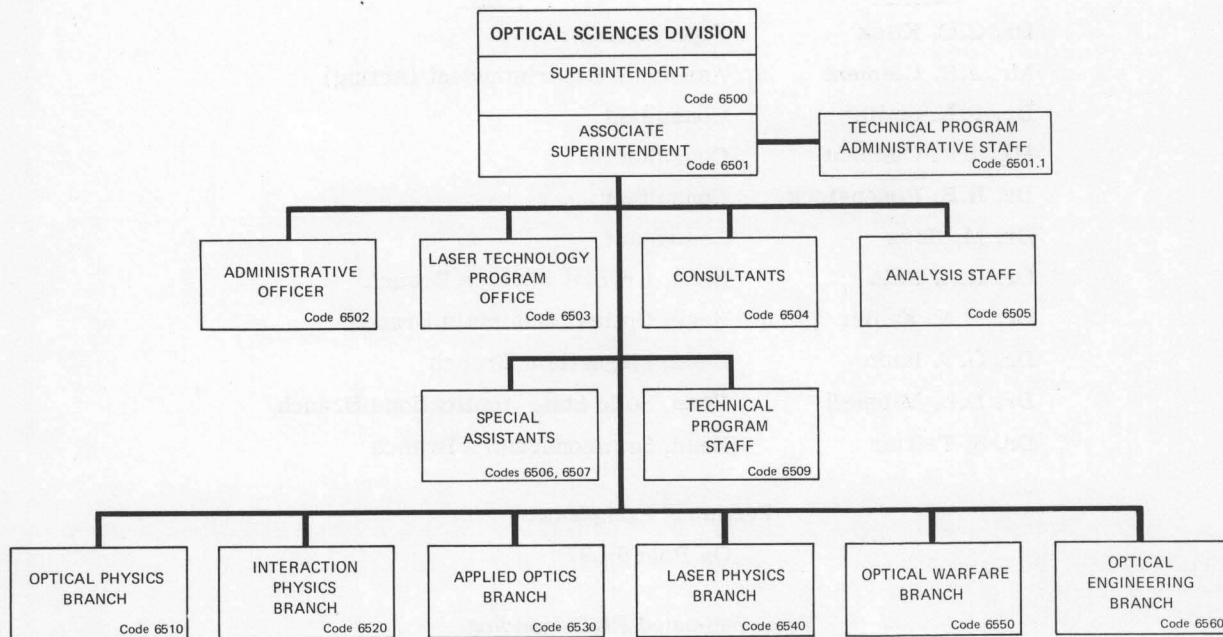 OPTICAL SCIENCES DIVISION
SUPERINTENDENT
Code 6500
ASSOCIATE
SUPERINTENDENT
Code 6501
TECHNICAL PROGRAM
ADMINISTRATIVE STAFF
Code 6501.1
ADMINISTRATIVE
OFFICER
Code 6502
LASER TECHNOLOGY
PROGRAM
OFFICE
Code 6503
CONSULTANTS
Code 6504
ANALYSIS STAFF
Code 6505
SPECIAL
ASSISTANTS
Codes 6506, 6507
TECHNICAL
PROGRAM
STAFF
Code 6509
OPTICAL PHYSICS
BRANCH
Code 6510
INTERACTION
PHYSICS
BRANCH
Code 6520
APPLIED OPTICS
BRANCH
Code 6530
LASER PHYSICS
BRANCH
Code 6540
OPTICAL WARFARE
BRANCH
Code 6550
OPTICAL
ENGINEERING
BRANCH
Code 6560